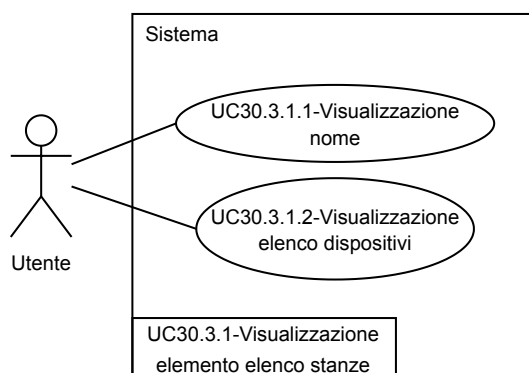 Sistema
UC30.3.1.1-Visualizzazione
nome
UC30.3.1.2-Visualizzazione
elenco dispositivi
Utente
UC30.3.1-Visualizzazione
elemento elenco stanze